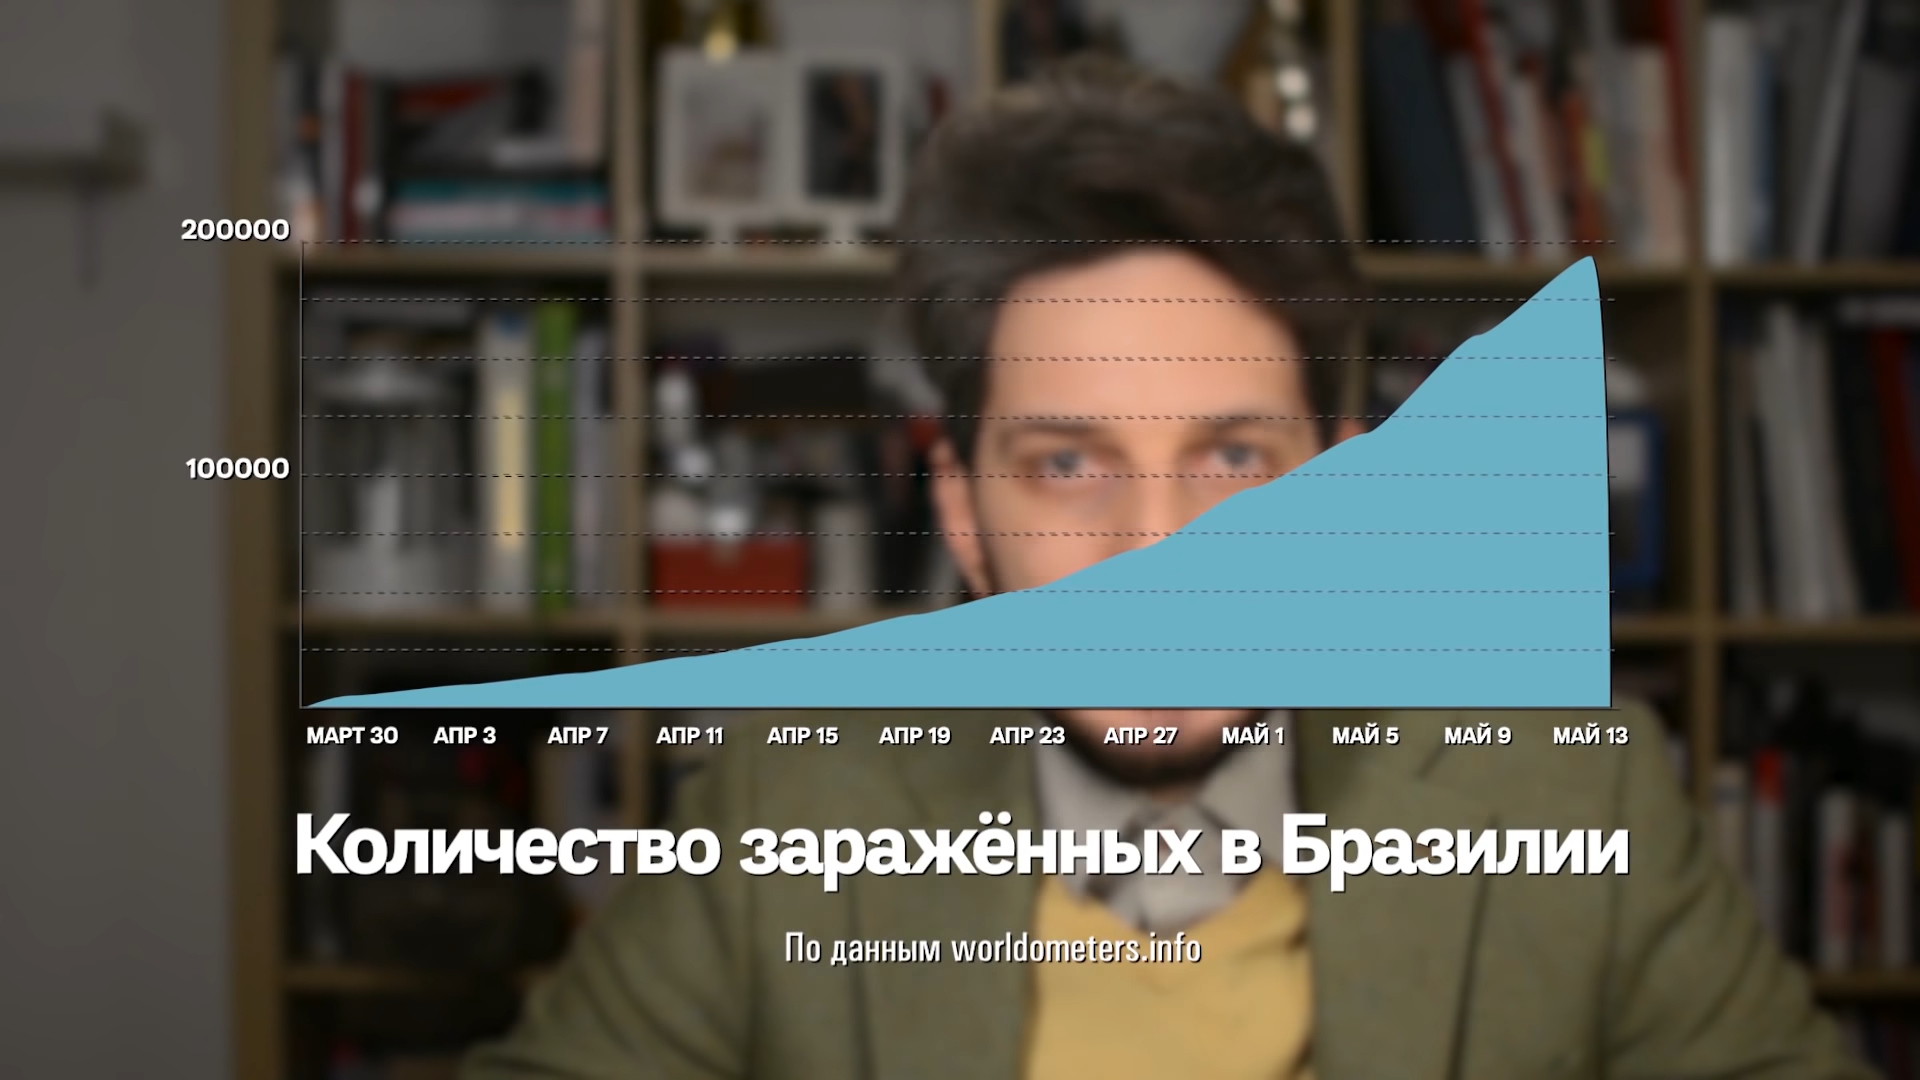 200000
100000
МАРТ 30 АПР 3 АПР 7 АПР 11 АПР 15 АПР 19 АПР 23 АПР 27 МАЙ 1 МАЙ 5 МАЙ 9 МАЙ 13
Количество заражённых в Бразилии
По данным worldometers.info